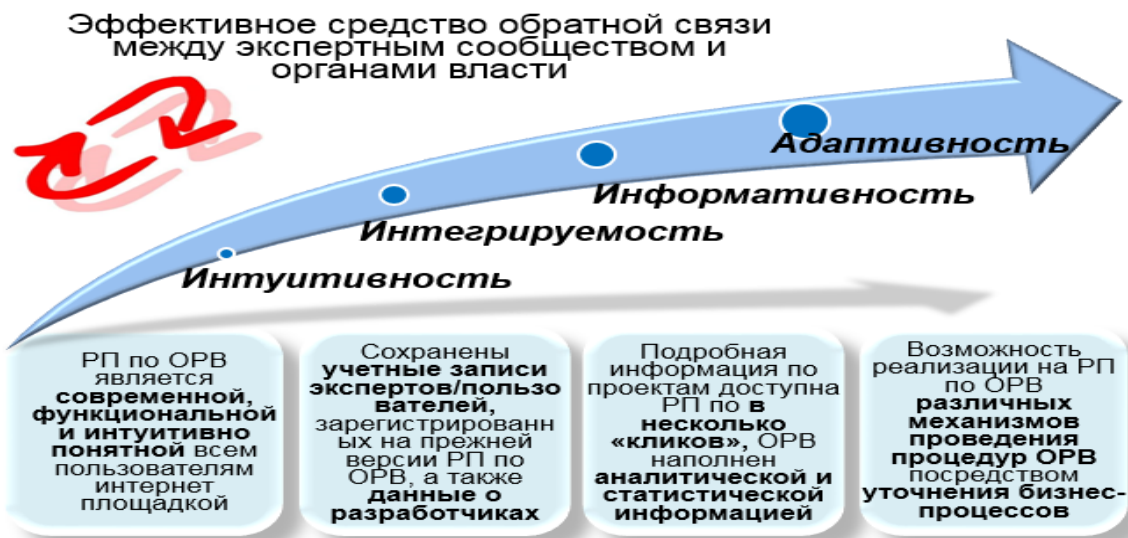 Эффективное средство обратной связи
между экспертным сообществом и
органами власти
Адаптивность
Информативность
Интегрируемость
Интуитивность
РП по ОРВ
является
современной,
функциональной
и интуитивно
понятной всем
пользователям
интернет
площадкой
Сохранены
учетные записи
экспертов/пользо
вателей,
зарегистрированн
ых на прежней
версии РП по
ОРВ, а также
данные о
разработчиках
Подробная
информация по
проектам доступна
РП по в
несколько
«кликов», ОРВ
наполнен
аналитической и
статистической
информацией
Возможность
реализации на РП
по ОРВ
различных
механизмов
проведения
процедур ОРВ
посредством
уточнения бизнес-
процессов